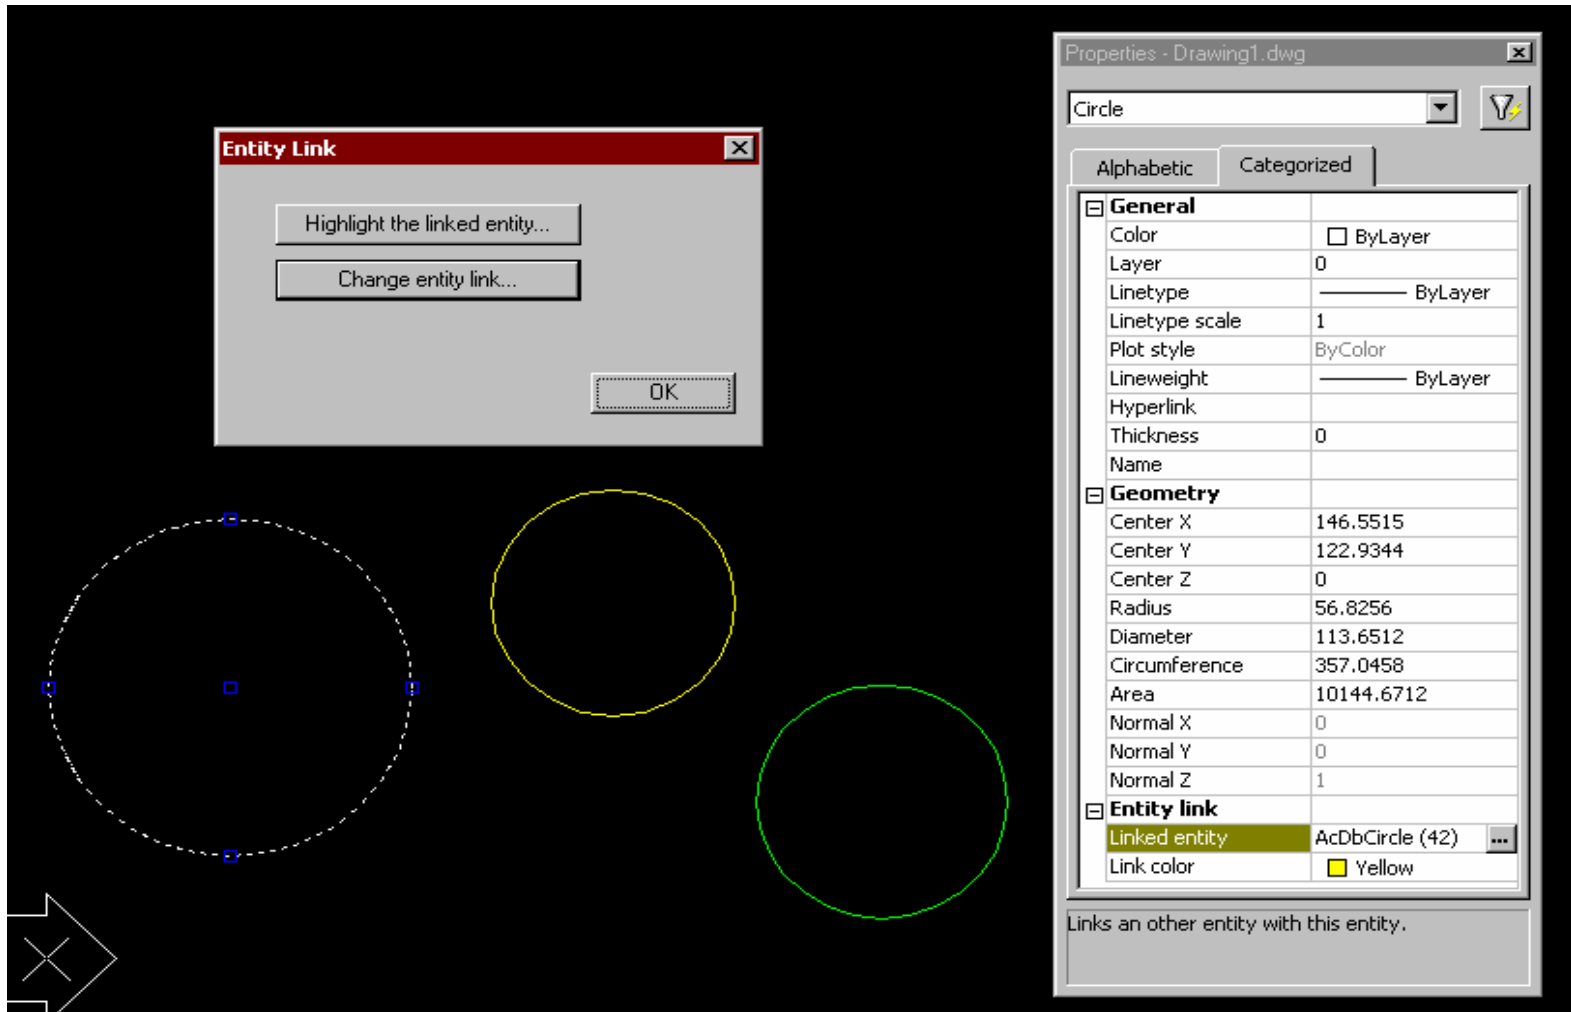 Properties - Drawing1.dwg
Circle
Entity Link
Alphabetic
Categorized
Highlight the linked entity...
Change entity link...
OK
General
Color ByLayer
Layer 0
Linetype ByLayer
Linetype scale 1
Plot style ByColor
Lineweight ByLayer
Hyperlink
Thickness 0
Name
Geometry
Center X 146.5515
Center Y 122.9344
Center Z 0
Radius 56.8256
Diameter 113.6512
Circumference 357.0458
Area 10144.6712
Normal X 0
Normal Y 0
Normal Z 1
Entity link
Linked entity AcDbCircle (42) ...
Link color Yellow
Links an other entity with this entity.